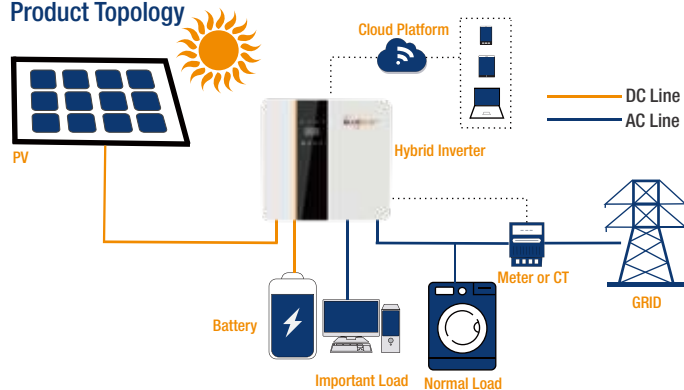 Product Topology
Cloud Platform
DC Line
AC Line
Hybrid Inverter
PV
Meter or CT
GRID
Battery
Important Load
Normal Load